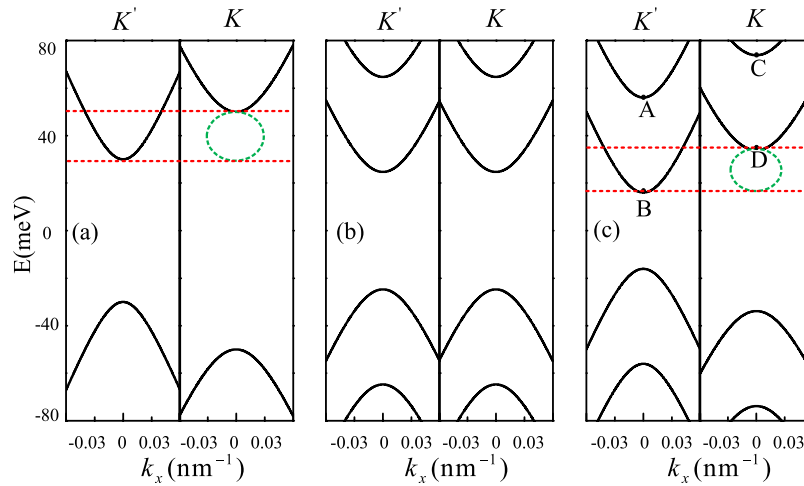 K' K K' K K' K
80
40
0
-40
-80
E(meV)
(a) (b) (c)
A
B
C
D
-0.03 0 0.03 -0.03 0 0.03 -0.03 0 0.03 -0.03 0 0.03 -0.03 0 0.03 -0.03 0 0.03
k_x (nm⁻¹) k_x (nm⁻¹) k_x (nm⁻¹)